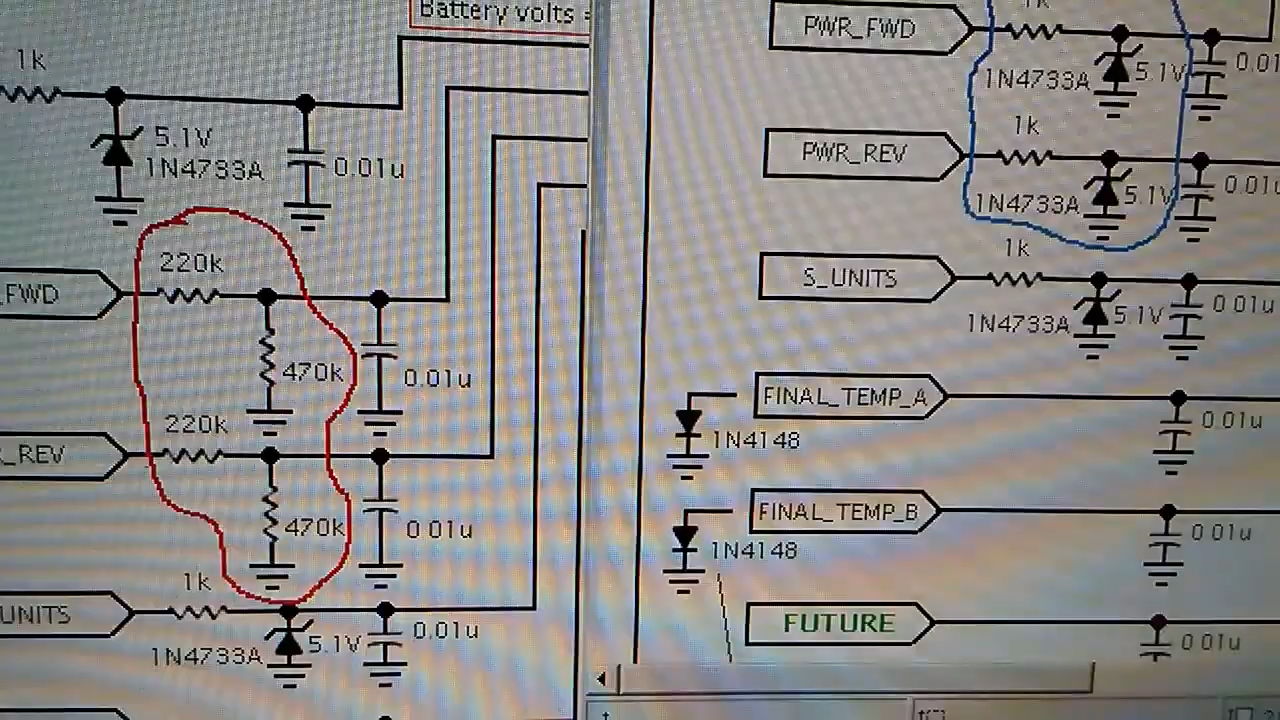 Battery volts =
1k
5.1V
1N4733A
0.01u
220k
_FWD
470k
0.01u
220k
_REV
470k
0.01u
1k
UNITS
5.1V
1N4733A
0.01u
1k
PWR_FWD
1N4733A
5.1V
0.01
1k
PWR_REV
1N4733A
5.1V
0.01u
1k
S_UNITS
1N4733A
5.1V
0.01u
FINAL_TEMP_A
1N4148
0.01u
FINAL_TEMP_B
1N4148
0.01u
FUTURE
0.01u